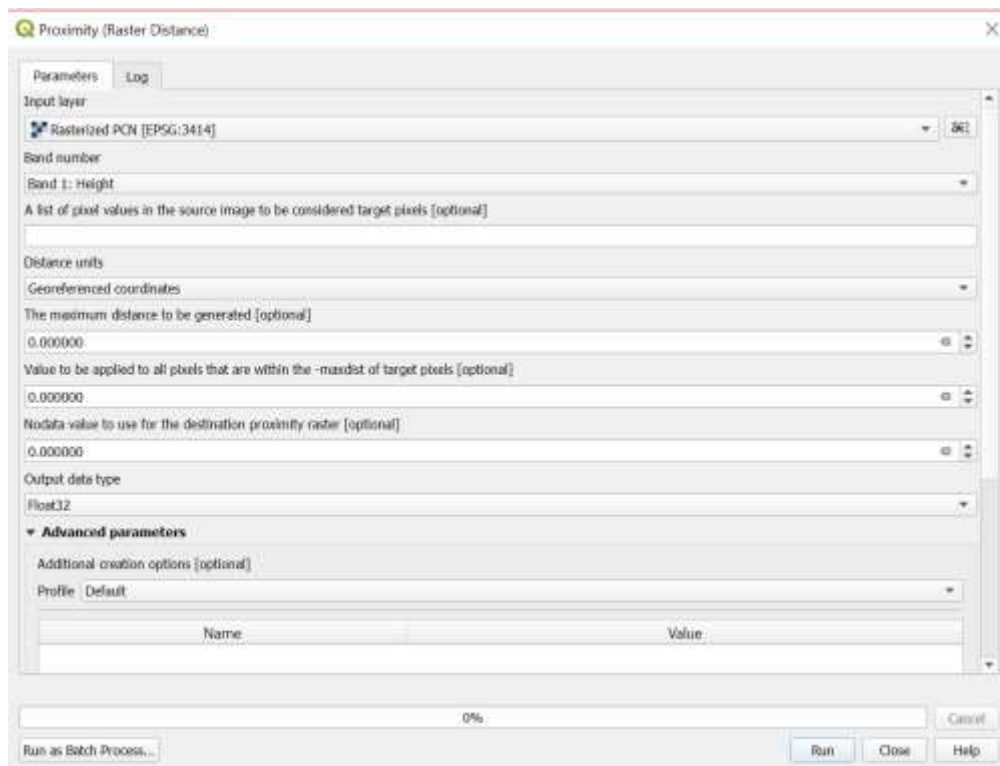 Proximity (Raster Distance)
Parameters Log
Input layer
Rasterized PCN [EPSG:3414]
Band number
Band 1: Height
A list of pixel values in the source image to be considered target pixels [optional]
Distance units
Georeferenced coordinates
The maximum distance to be generated [optional]
0.000000
Value to be applied to all pixels that are within the -maxdist of target pixels [optional]
0.000000
Nodata value to use for the destination proximity raster [optional]
0.000000
Output data type
Float32
Advanced parameters
Additional creation options [optional]
Profile Default
Name Value
0% Cancel
Run as Batch Process... Run Close Help